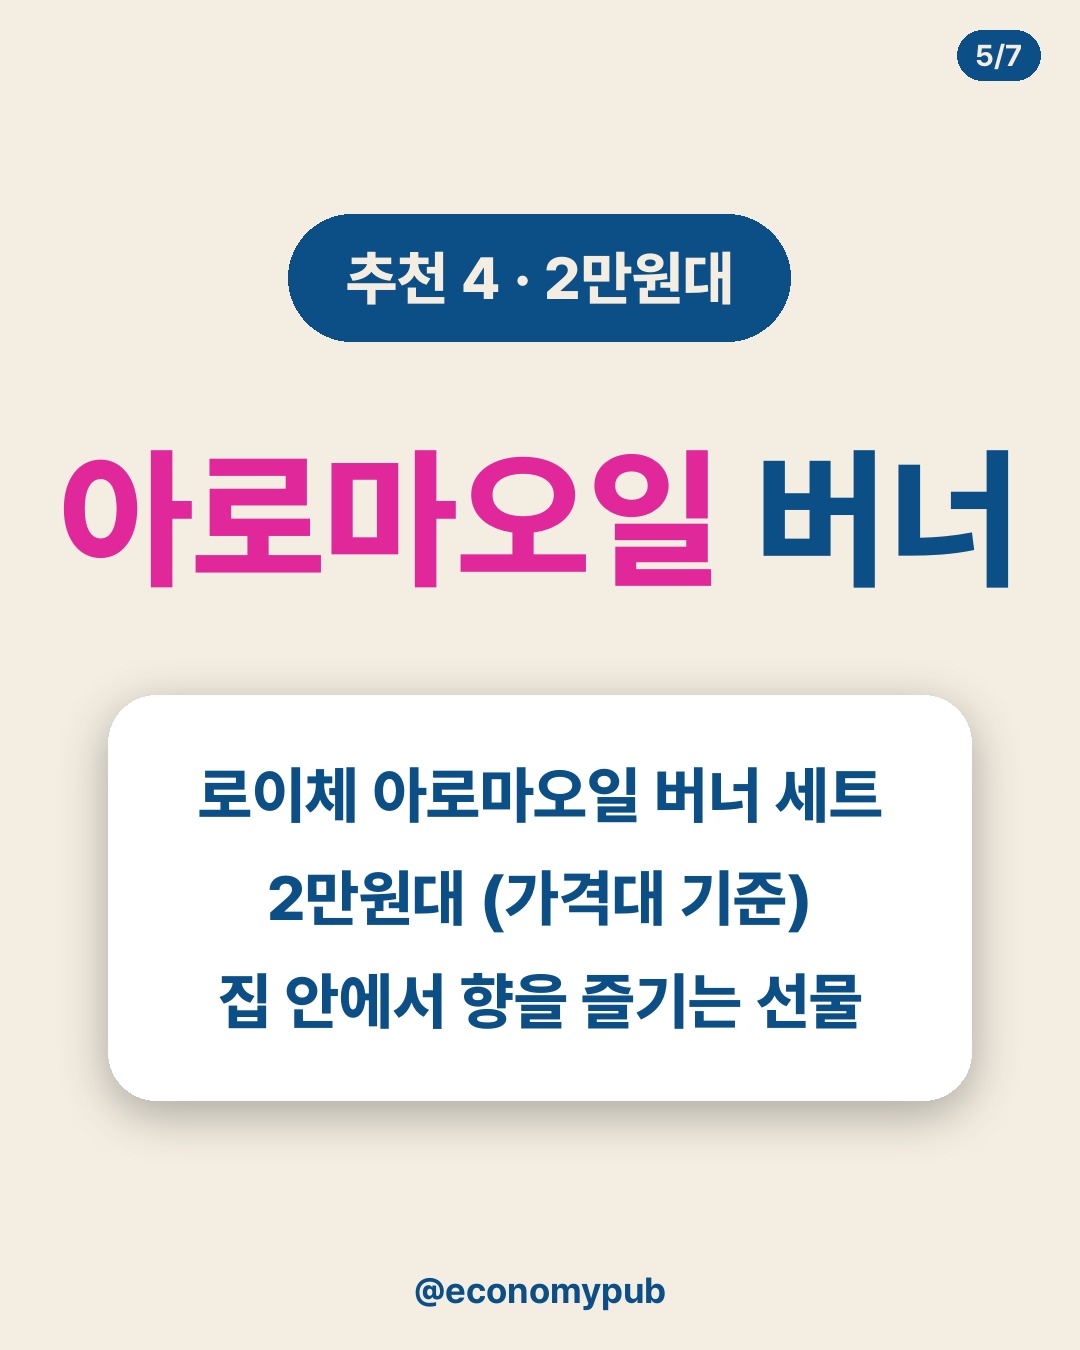 5/7
추천 4 · 2만원대
아로마오일 버너
로이체 아로마오일 버너 세트
2만원대 (가격대 기준)
집 안에서 향을 즐기는 선물
@economypub